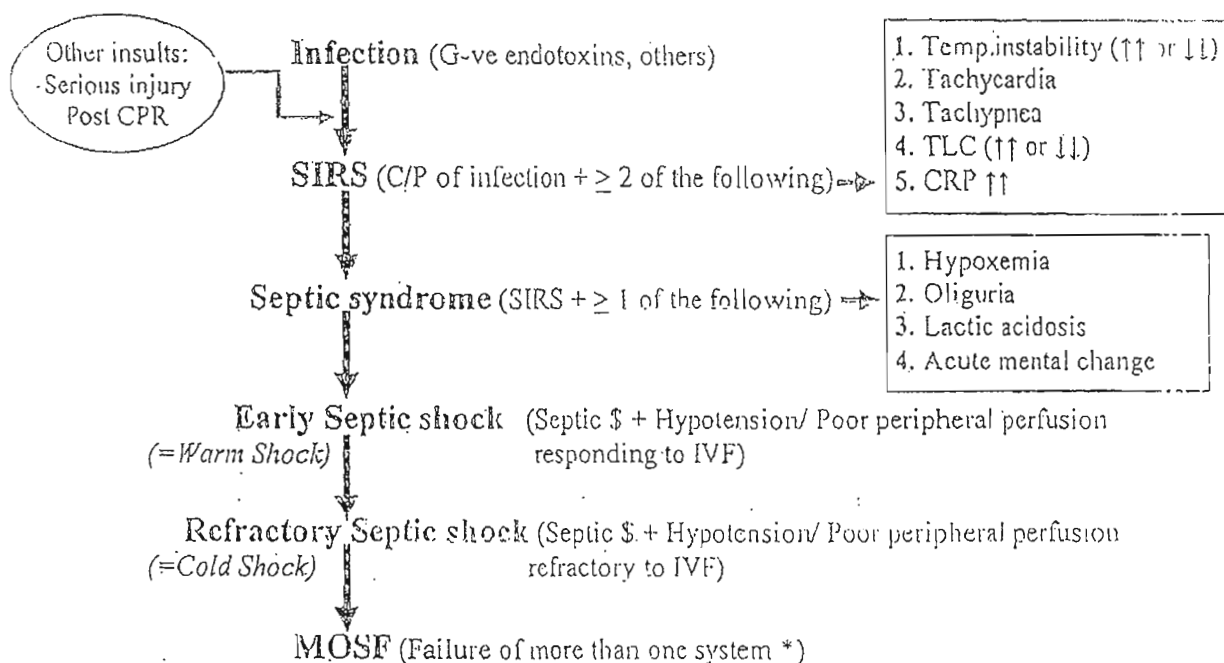 Other insults:
-Serious injury
Post CPR
Infection (G-ve endotoxins, others)
1. Temp.instability (↑↑ or ↓↓)
2. Tachycardia
3. Tachypnea
4. TLC (↑↑ or ↓↓)
5. CRP ↑↑
SIRS (C/P of infection + ≥ 2 of the following)
1. Hypoxemia
2. Oliguria
3. Lactic acidosis
4. Acute mental change
Septic syndrome (SIRS + ≥ 1 of the following)
Early Septic shock (Septic $ + Hypotension/ Poor peripheral perfusion
(=Warm Shock) responding to IVF)
Refractory Septic shock (Septic $ + Hypotension/ Poor peripheral perfusion
(=Cold Shock) refractory to IVF)
MOSF (Failure of more than one system *)